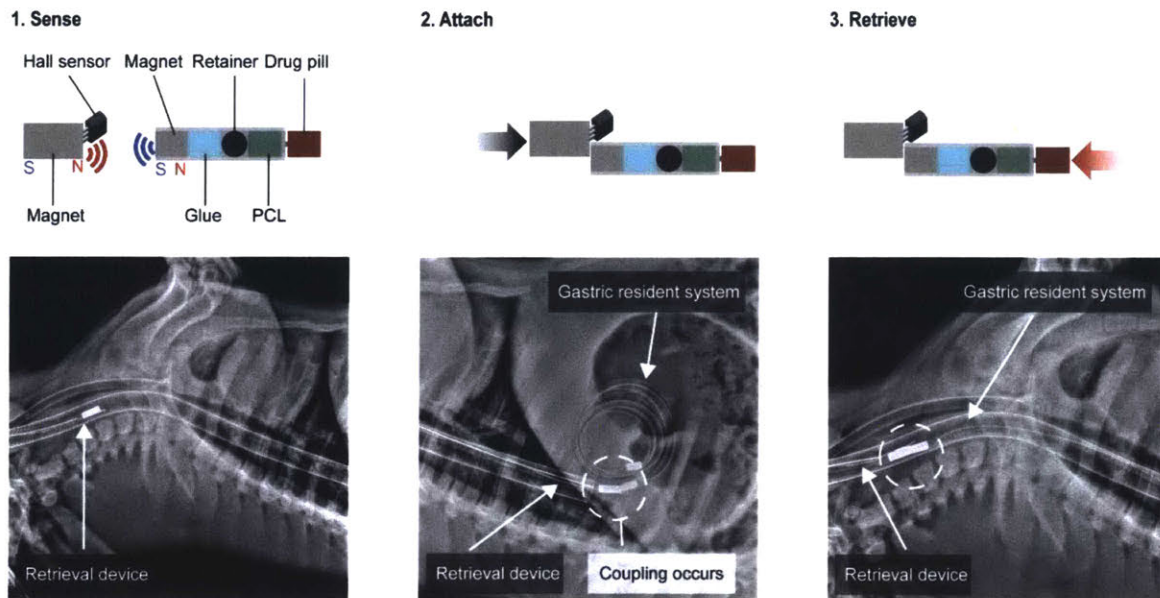 1. Sense
2. Attach
3. Retrieve
Hall sensor
Magnet
Retainer
Drug pill
S
N
S
N
Magnet
Glue
PCL
Retrieval device
Gastric resident system
Retrieval device
Coupling occurs
Gastric resident system
Retrieval device